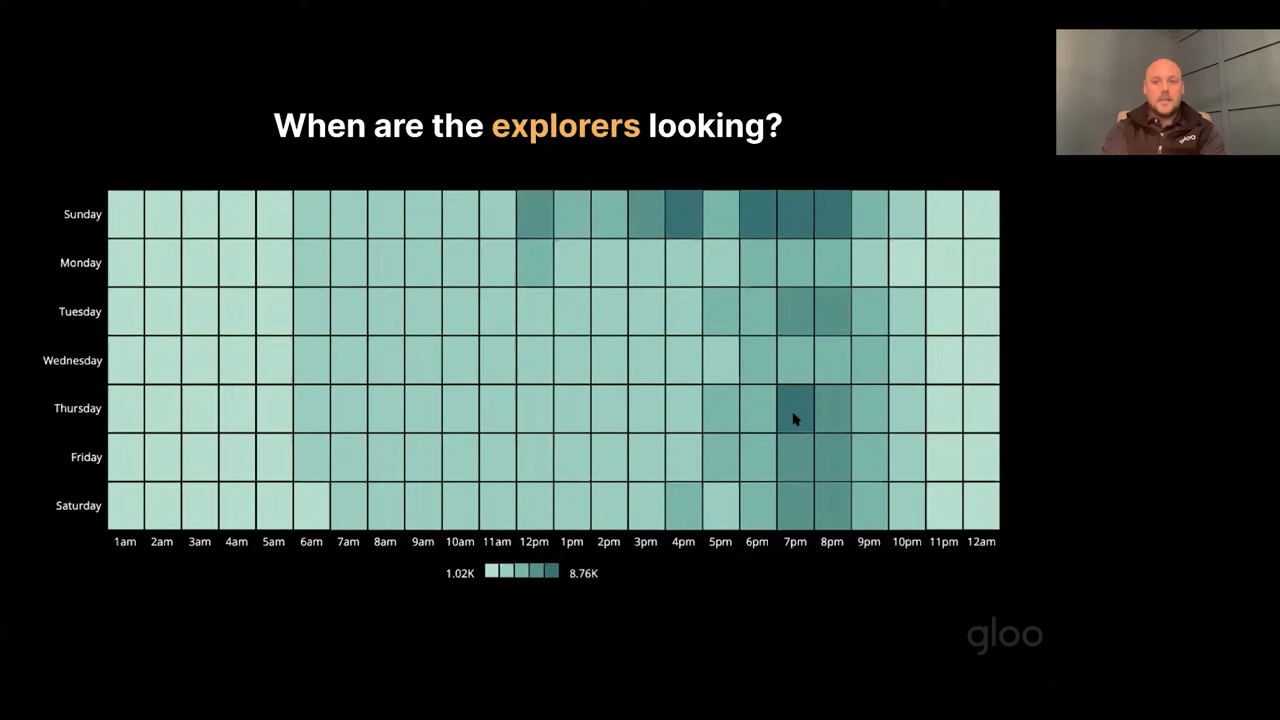 When are the explorers looking?
gloo
Sunday
Monday
Tuesday
Wednesday
Thursday
Friday
Saturday
1am 2am 3am 4am 5am 6am 7am 8am 9am 10am 11am 12pm 1pm 2pm 3pm 4pm 5pm 6pm 7pm 8pm 9pm 10pm 11pm 12am
1.02K 8.76K
gloo